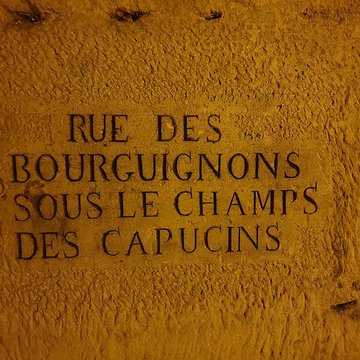 RUE DES
BOURGUIGNONS
SOUS LE CHAMPS
DES CAPUCINS